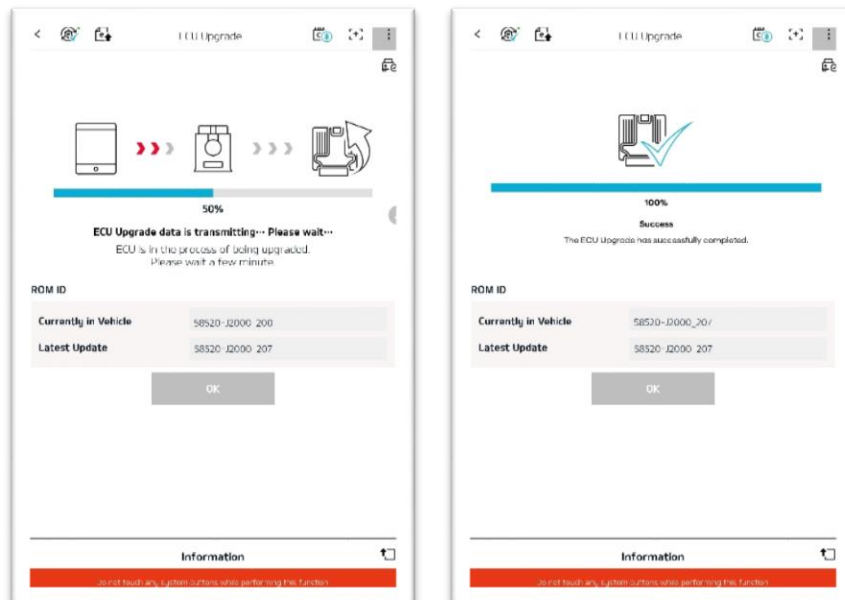 ECU Upgrade
50%
ECU Upgrade data is transmitting··· Please wait···
ECU is in the process of being upgraded.
Please wait a few minute.
ROM ID
Currently in Vehicle
58520-J2000_200
Latest Update
58520-J2000_207
OK
Information
Do not touch any system buttons while performing this function
ECU Upgrade
100%
Success
The ECU Upgrade has successfully completed.
ROM ID
Currently in Vehicle
58520-J2000_207
Latest Update
58520-J2000_207
OK
Information
Do not touch any system buttons while performing this function